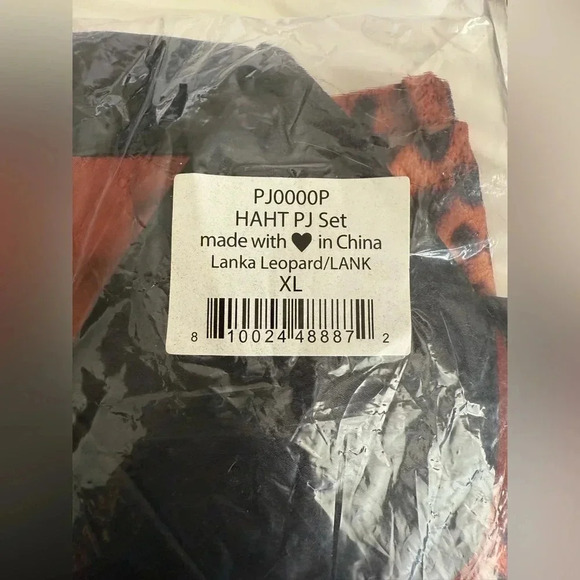 PJ0000P
HAHT PJ Set
made with ♥ in China
Lanka Leopard/LANK
XL
8 10024 48887 2